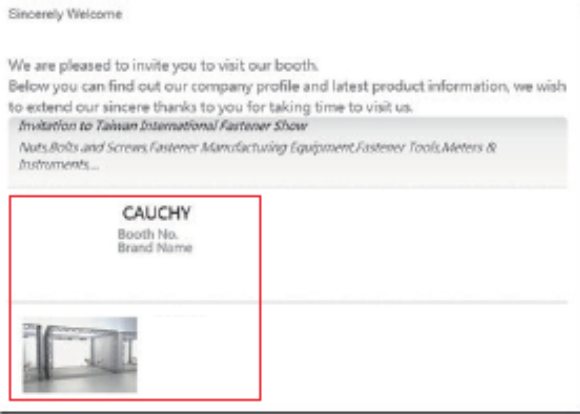 Sincerely Welcome
We are pleased to invite you to visit our booth.
Below you can find out our company profile and latest product information, we wish
to extend our sincere thanks to you for taking time to visit us.
Invitation to Taiwan International Fastener Show
Nuts,Bolts and Screws,Fastener Manufacturing Equipment,Fastener Tools,Meters &
Instruments,...
CAUCHY
Booth No.
Brand Name